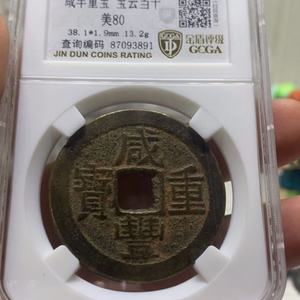 咸丰重宝 宝云当十
美80
38.1*1.9mm 13.2g
查询编码 87093891
JIN DUN COINS RATING
金盾评级
GCGA
咸豐重寶